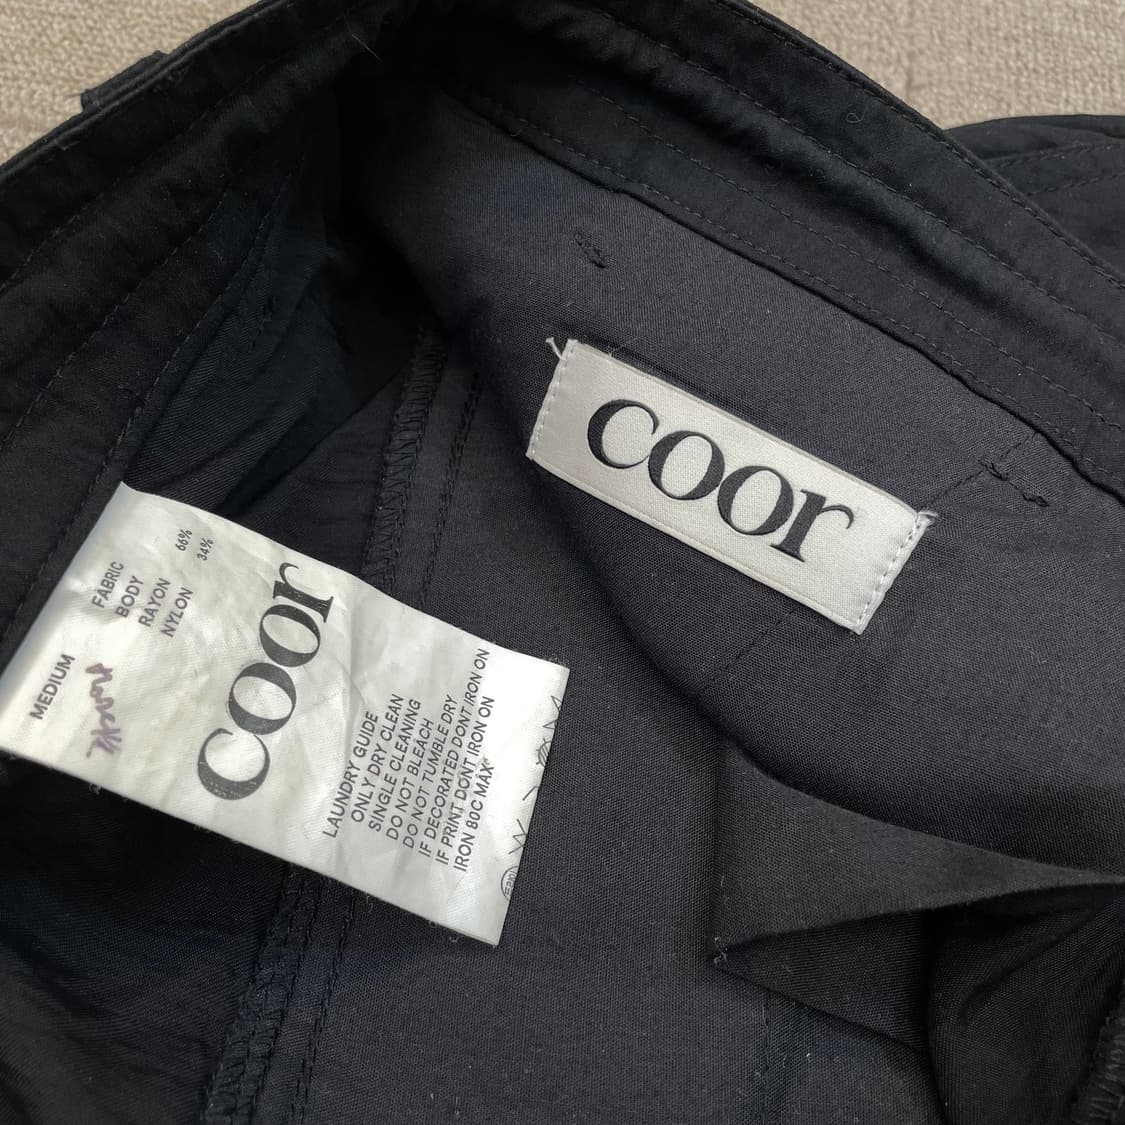 coor
MEDIUM
FABRIC
BODY
RAYON 66%
NYLON 34%
coor
LAUNDRY GUIDE
ONLY DRY CLEAN
SINGLE CLEANING
DO NOT BLEACH
DO NOT TUMBLE DRY
IF DECORATED DONT IRON ON
IF PRINT DONT IRON ON
IRON 80C MAX